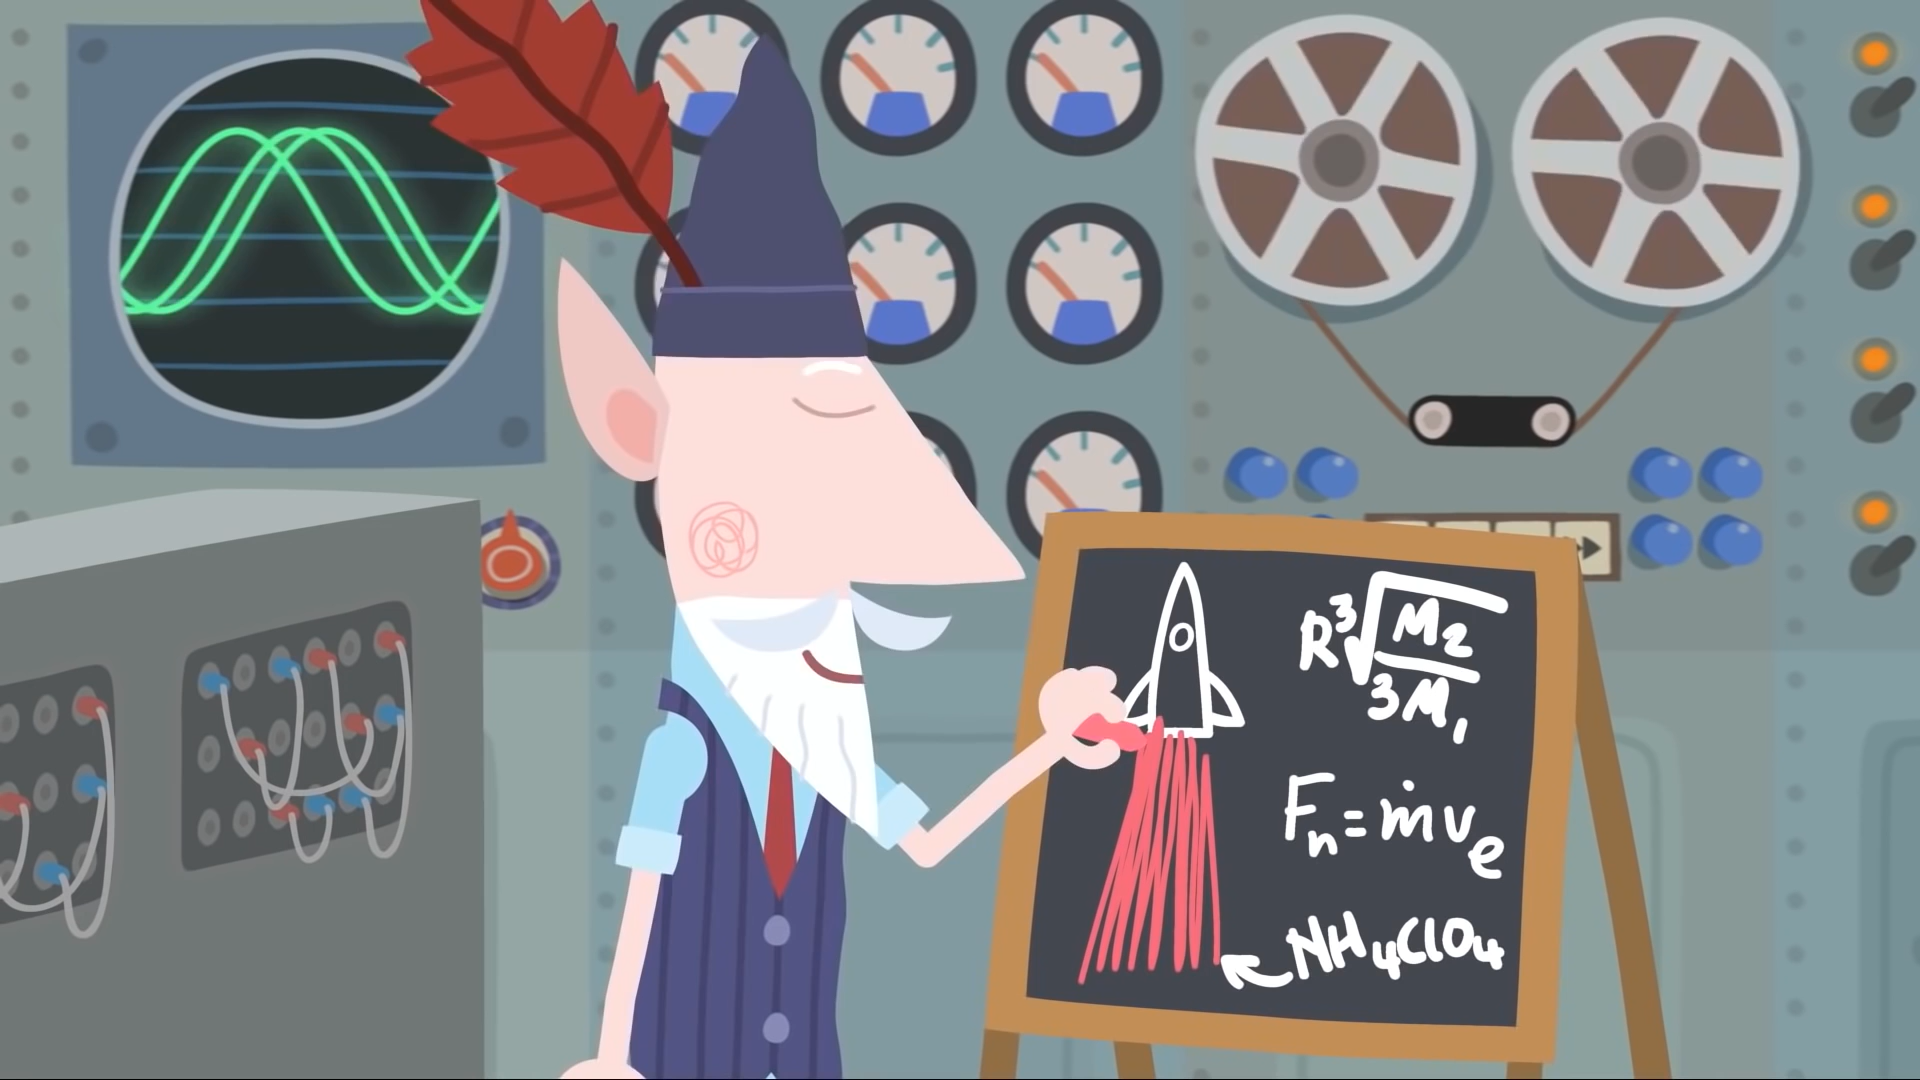 R³√M₂
3M₁
Fₙ=ṁvₑ
NH₄ClO₄